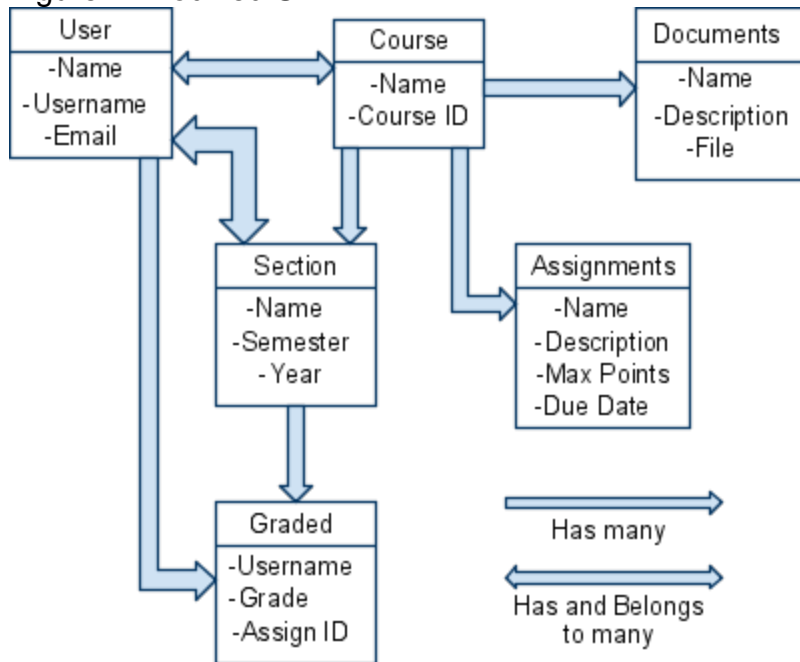 User
-Name
-Username
-Email
Course
-Name
-Course ID
Documents
-Name
-Description
-File
Section
-Name
-Semester
-Year
Assignments
-Name
-Description
-Max Points
-Due Date
Graded
-Username
-Grade
-Assign ID
Has many
Has and Belongs
to many